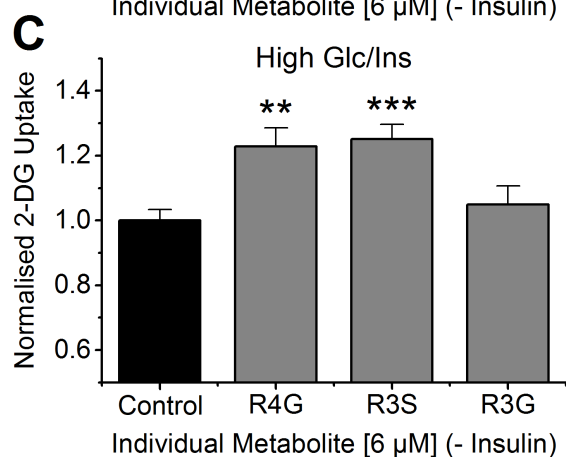 Individual Metabolite [6 µM] (- Insulin)
C
High Glc/Ins
Normalised 2-DG Uptake
1.4
1.2
1.0
0.8
0.6
**
***
Control R4G R3S R3G
Individual Metabolite [6 µM] (- Insulin)